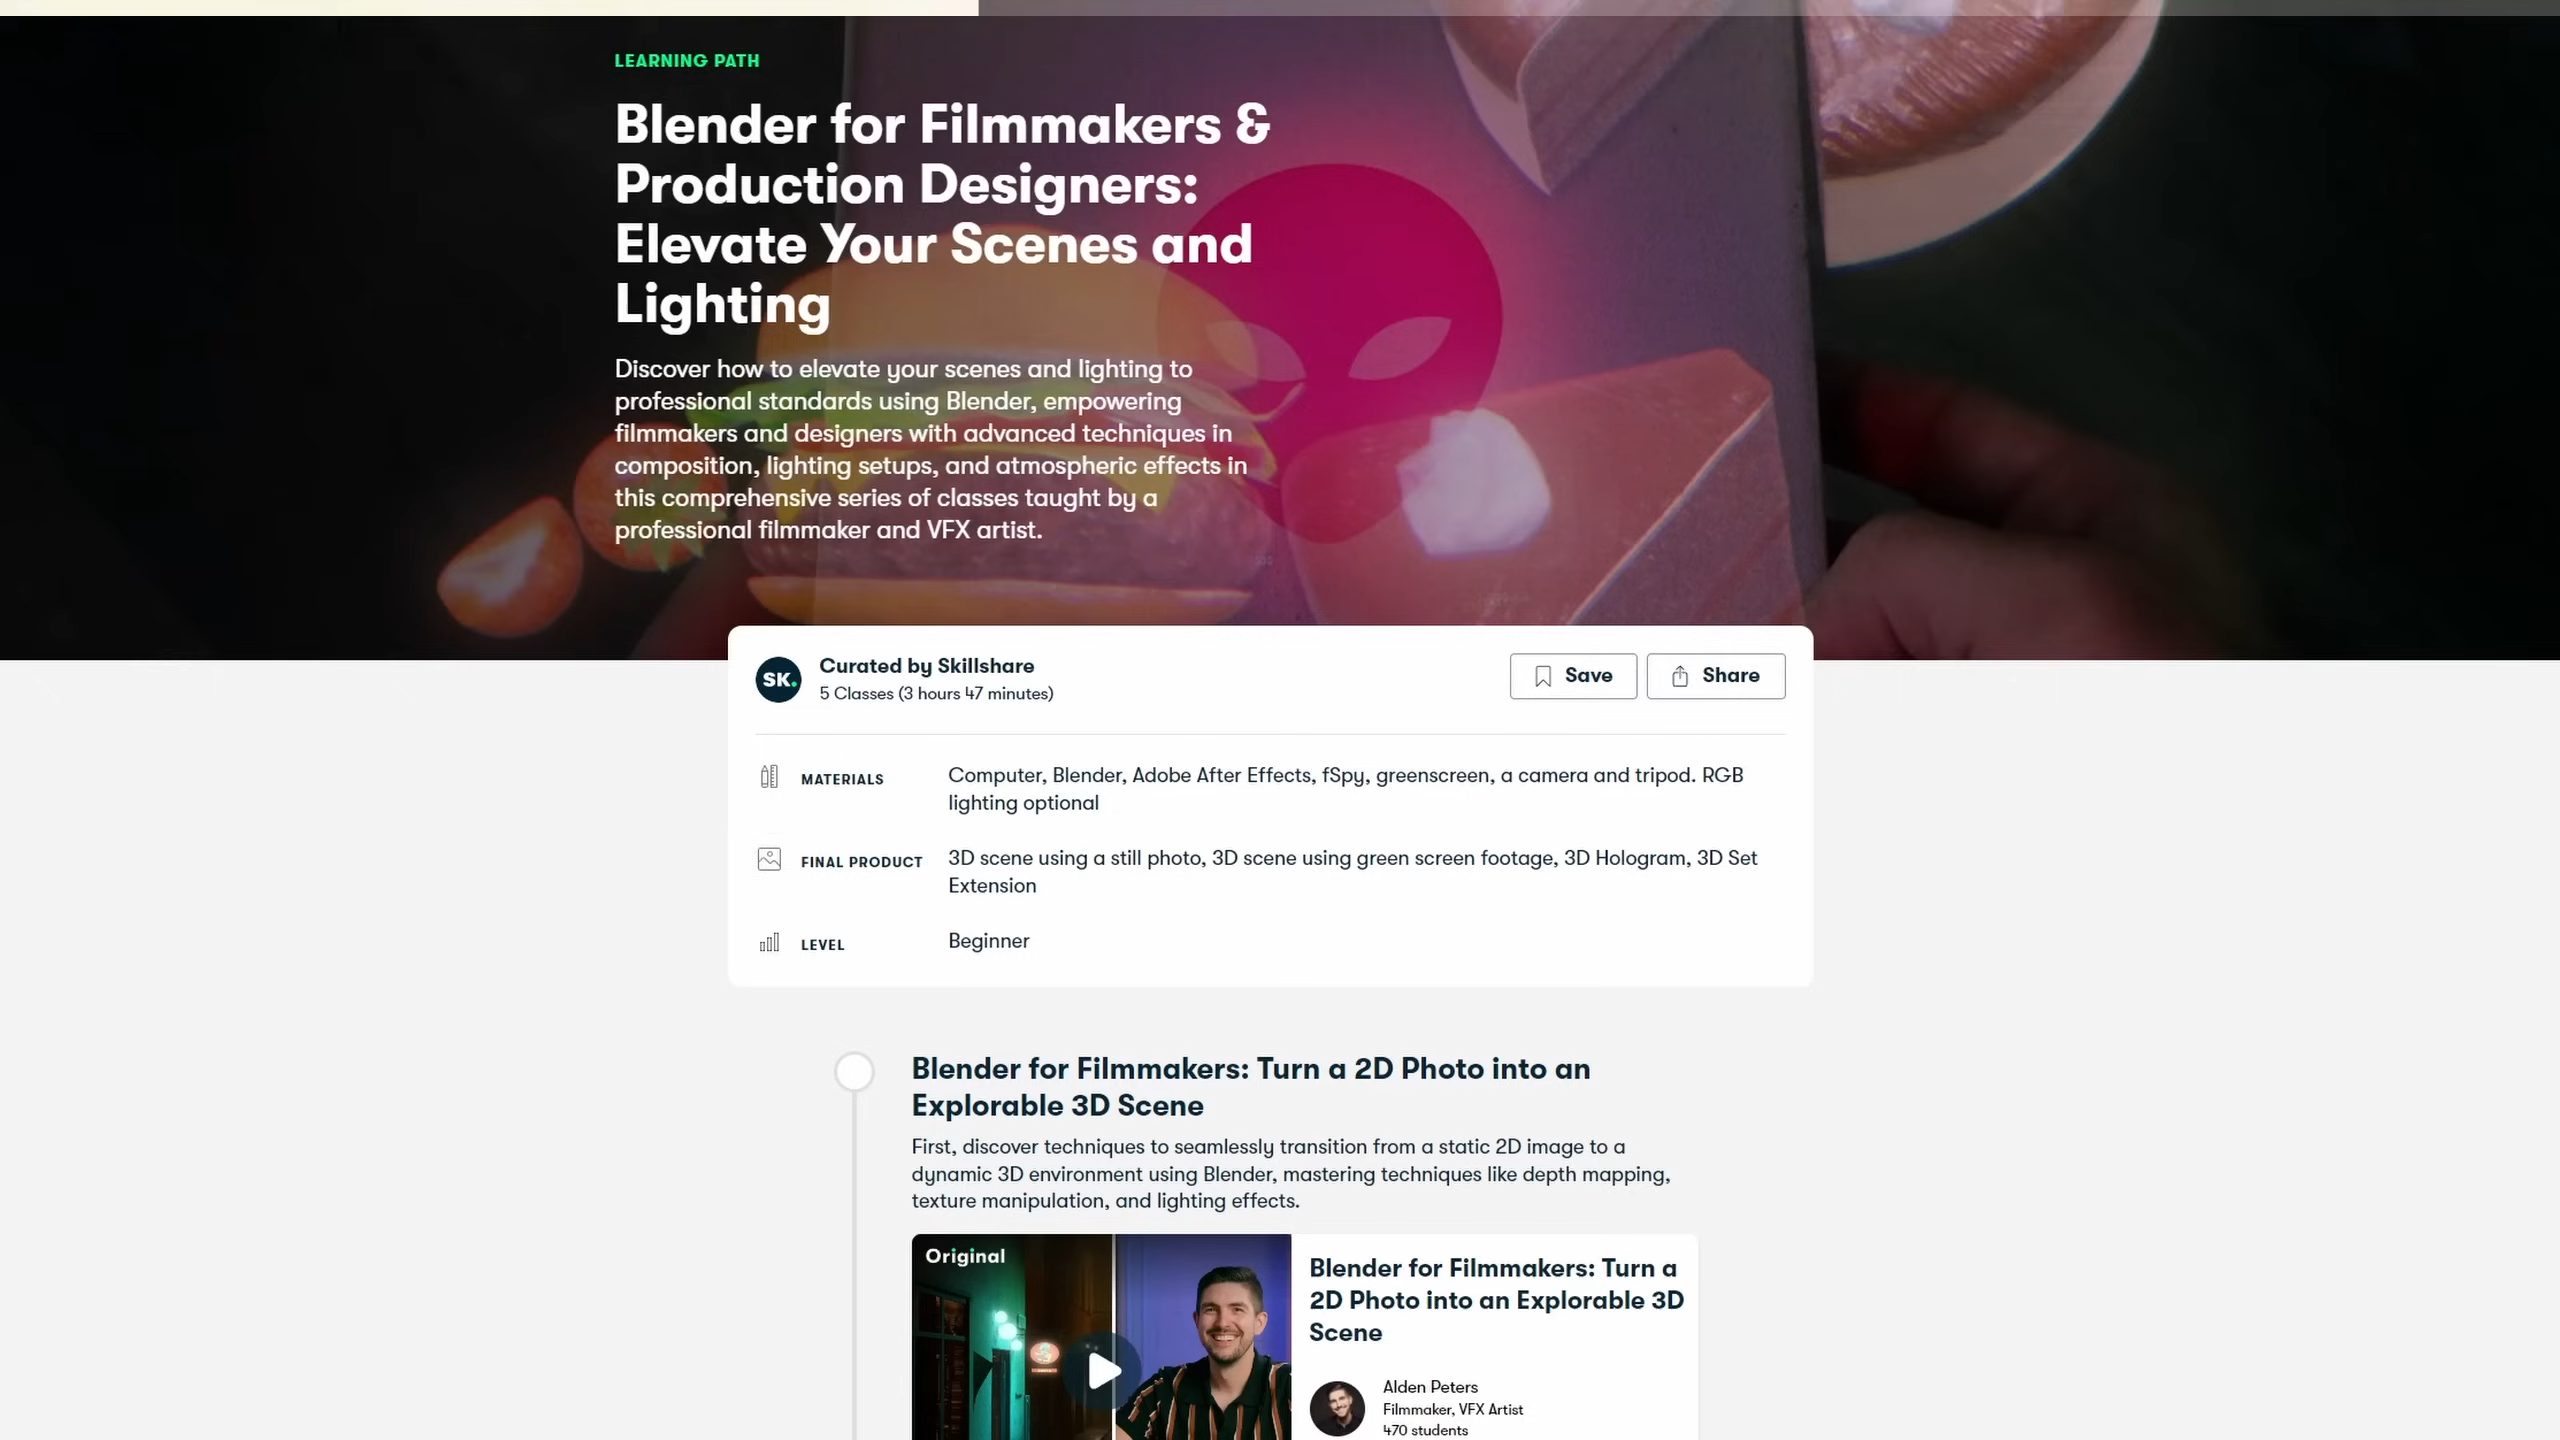 LEARNING PATH
Blender for Filmmakers &
Production Designers:
Elevate Your Scenes and
Lighting
Discover how to elevate your scenes and lighting to
professional standards using Blender, empowering
filmmakers and designers with advanced techniques in
composition, lighting setups, and atmospheric effects in
this comprehensive series of classes taught by a
professional filmmaker and VFX artist.
SK.
Curated by Skillshare
5 Classes (3 hours 47 minutes)
Save
Share
MATERIALS
Computer, Blender, Adobe After Effects, fSpy, greenscreen, a camera and tripod. RGB
lighting optional
FINAL PRODUCT
3D scene using a still photo, 3D scene using green screen footage, 3D Hologram, 3D Set
Extension
LEVEL
Beginner
Blender for Filmmakers: Turn a 2D Photo into an
Explorable 3D Scene
First, discover techniques to seamlessly transition from a static 2D image to a
dynamic 3D environment using Blender, mastering techniques like depth mapping,
texture manipulation, and lighting effects.
Original
Blender for Filmmakers: Turn a
2D Photo into an Explorable 3D
Scene
Alden Peters
Filmmaker, VFX Artist
470 students